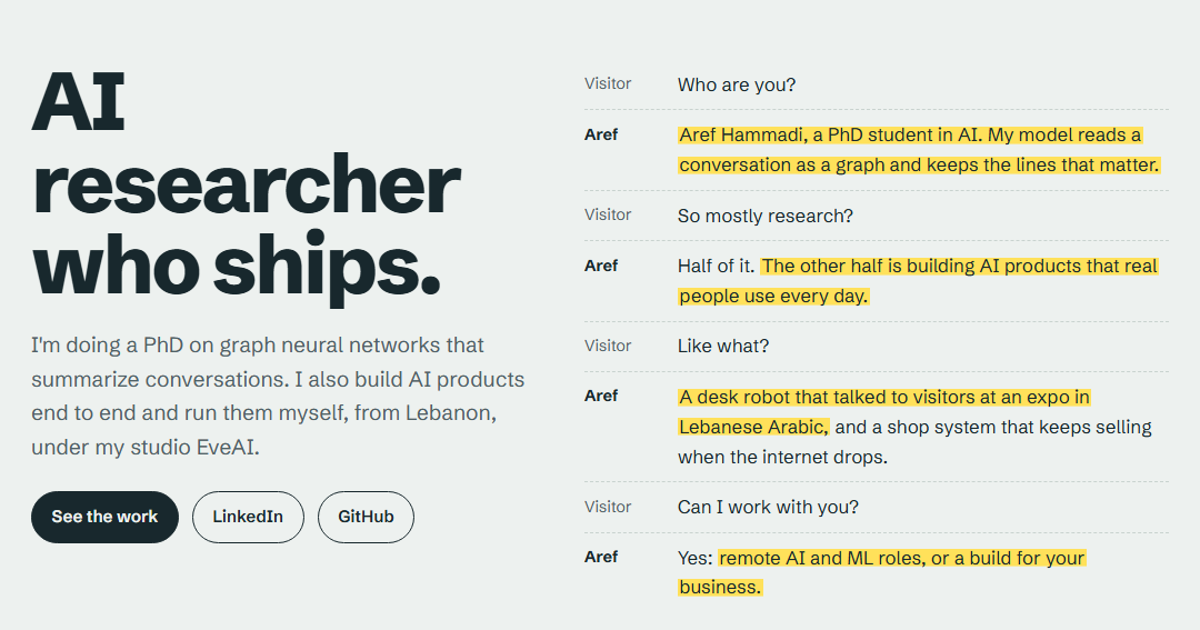 AI
researcher
who ships.
I'm doing a PhD on graph neural networks that
summarize conversations. I also build AI products
end to end and run them myself, from Lebanon,
under my studio EveAI.
See the work
LinkedIn
GitHub
Visitor Who are you?
Aref Aref Hammadi, a PhD student in AI. My model reads a
conversation as a graph and keeps the lines that matter.
Visitor So mostly research?
Aref Half of it. The other half is building AI products that real
people use every day.
Visitor Like what?
Aref A desk robot that talked to visitors at an expo in
Lebanese Arabic, and a shop system that keeps selling
when the internet drops.
Visitor Can I work with you?
Aref Yes: remote AI and ML roles, or a build for your
business.